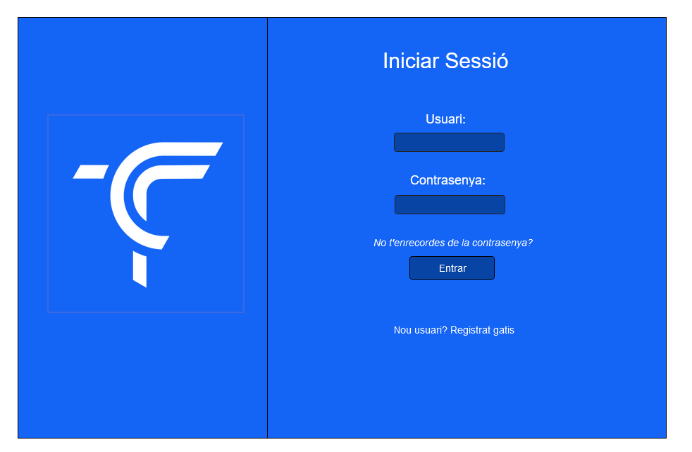 Iniciar Sessió
Usuari:
Contrasenya:
No t'enrecordes de la contrasenya?
Entrar
Nou usuari? Registrat gatis